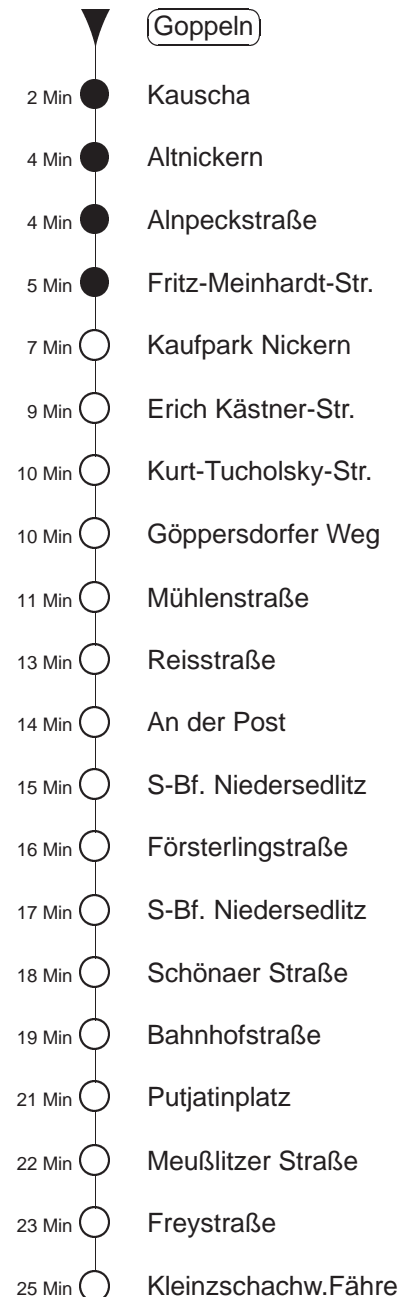 Goppeln
2 Min Kauscha
4 Min Altnickern
4 Min Alnpeckstraße
5 Min Fritz-Meinhardt-Str.
7 Min Kaufpark Nickern
9 Min Erich Kästner-Str.
10 Min Kurt-Tucholsky-Str.
10 Min Göppersdorfer Weg
11 Min Mühlenstraße
13 Min Reisstraße
14 Min An der Post
15 Min S-Bf. Niedersedlitz
16 Min Försterlingstraße
17 Min S-Bf. Niedersedlitz
18 Min Schönaer Straße
19 Min Bahnhofstraße
21 Min Putjatinplatz
22 Min Meußlitzer Straße
23 Min Freystraße
25 Min Kleinzschachw.Fähre